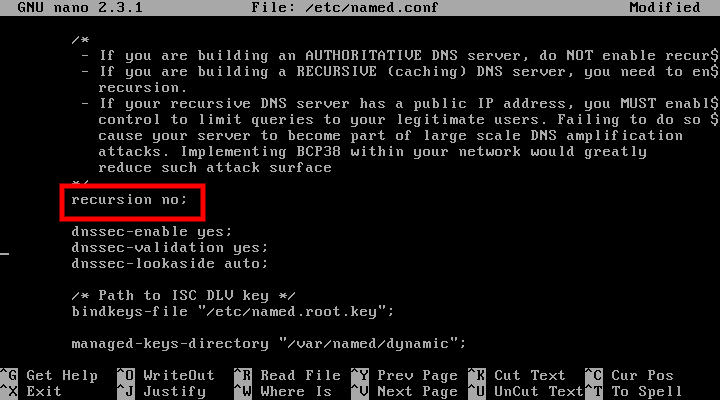 GNU nano 2.3.1 File: /etc/named.conf Modified
/*
- If you are building an AUTHORITATIVE DNS server, do NOT enable recur$
- If you are building a RECURSIVE (caching) DNS server, you need to en$
recursion.
- If your recursive DNS server has a public IP address, you MUST enabl$
control to limit queries to your legitimate users. Failing to do so $
cause your server to become part of large scale DNS amplification
attacks. Implementing BCP38 within your network would greatly
reduce such attack surface
*/
recursion no;
dnssec-enable yes;
dnssec-validation yes;
dnssec-lookaside auto;
/* Path to ISC DLV key */
bindkeys-file "/etc/named.root.key";
managed-keys-directory "/var/named/dynamic";
^G Get Help ^O WriteOut ^R Read File ^Y Prev Page ^K Cut Text ^C Cur Pos
^X Exit ^J Justify ^W Where Is ^V Next Page ^U UnCut Text ^T To Spell